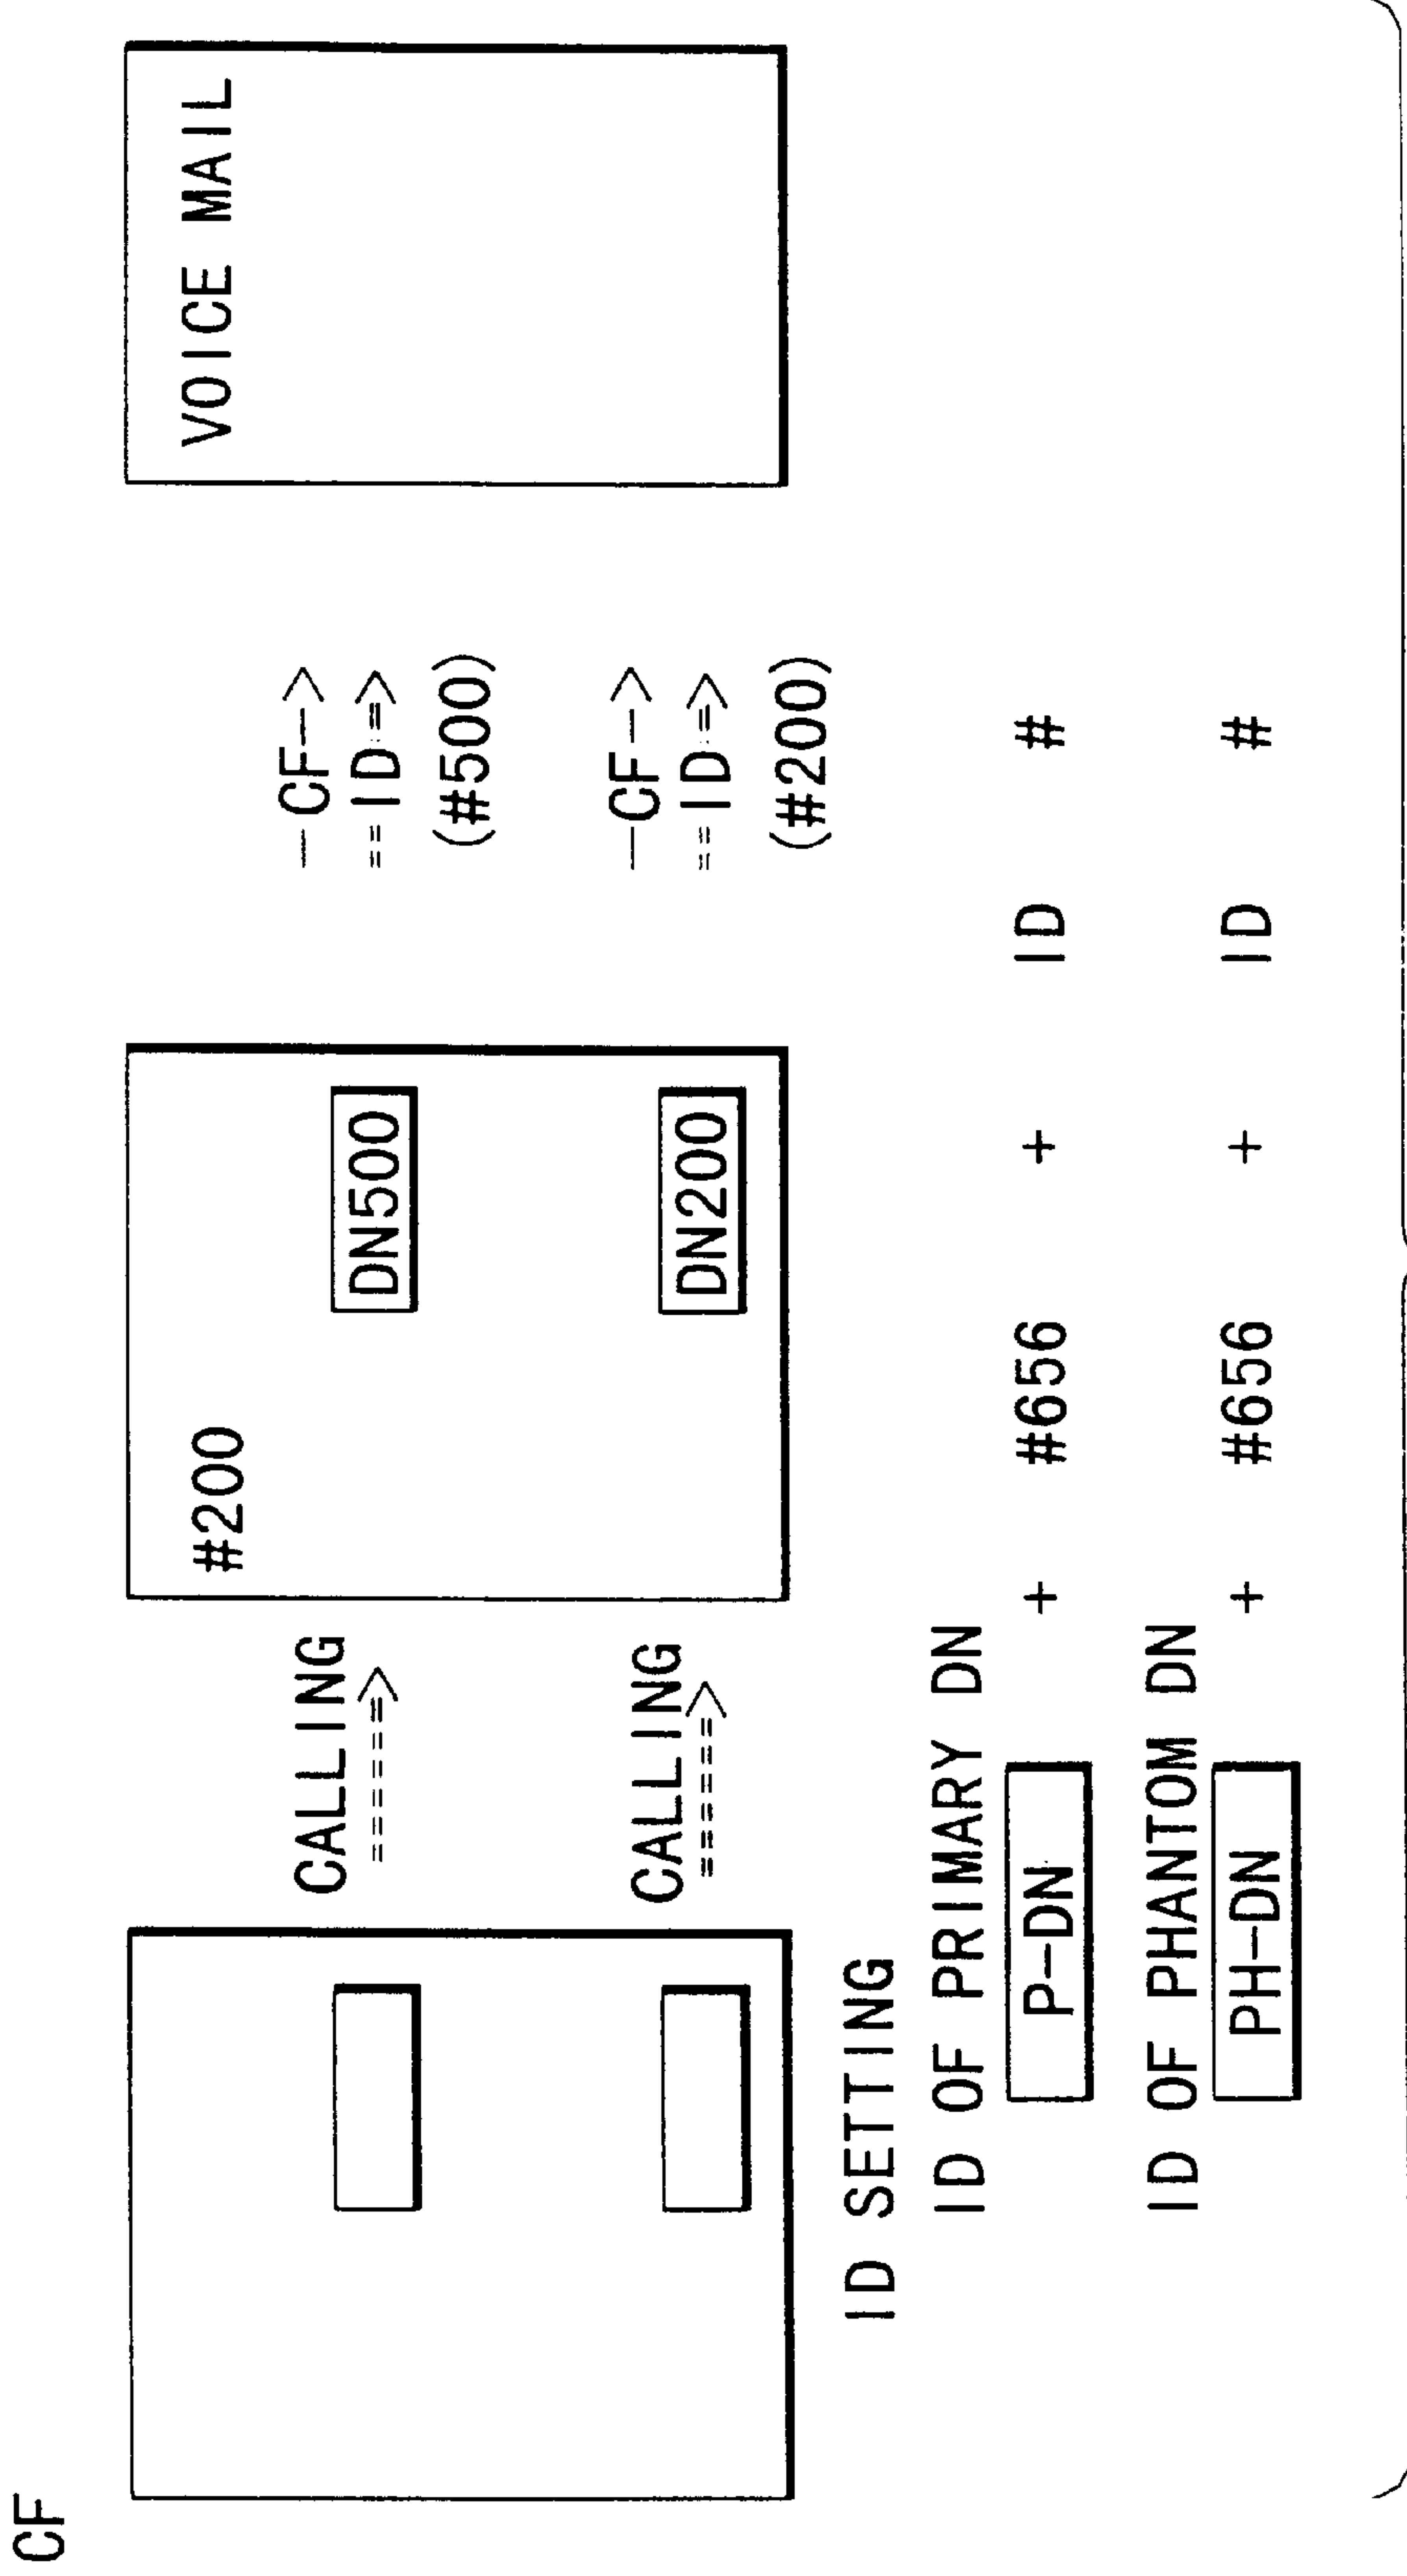 CF
#200
VOICE MAIL
CALLING
DN500
--CF-->
======>
==ID=>
(#500)
CALLING
DN200
--CF-->
======>
==ID=>
(#200)
ID SETTING
ID OF PRIMARY DN
P-DN + #656 + ID #
ID OF PHANTOM DN
PH-DN + #656 + ID #